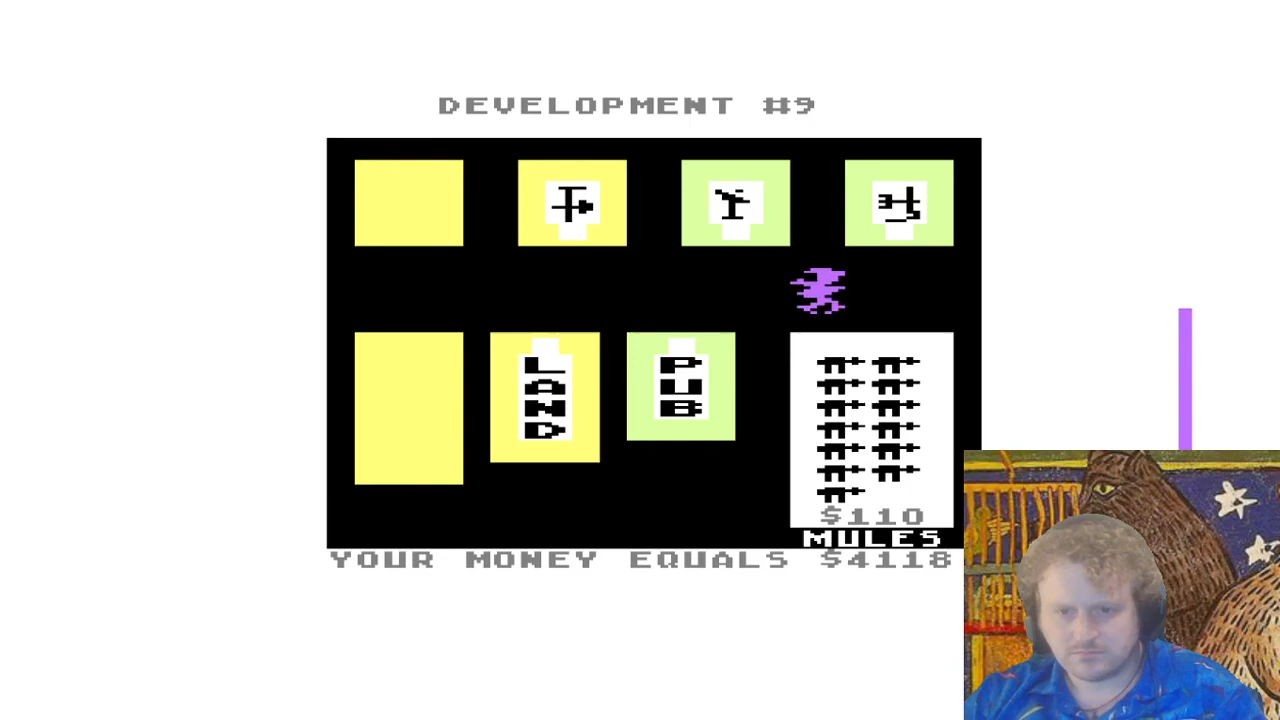 DEVELOPMENT #9
LAND
PUB
$110
MULES
YOUR MONEY EQUALS $4118